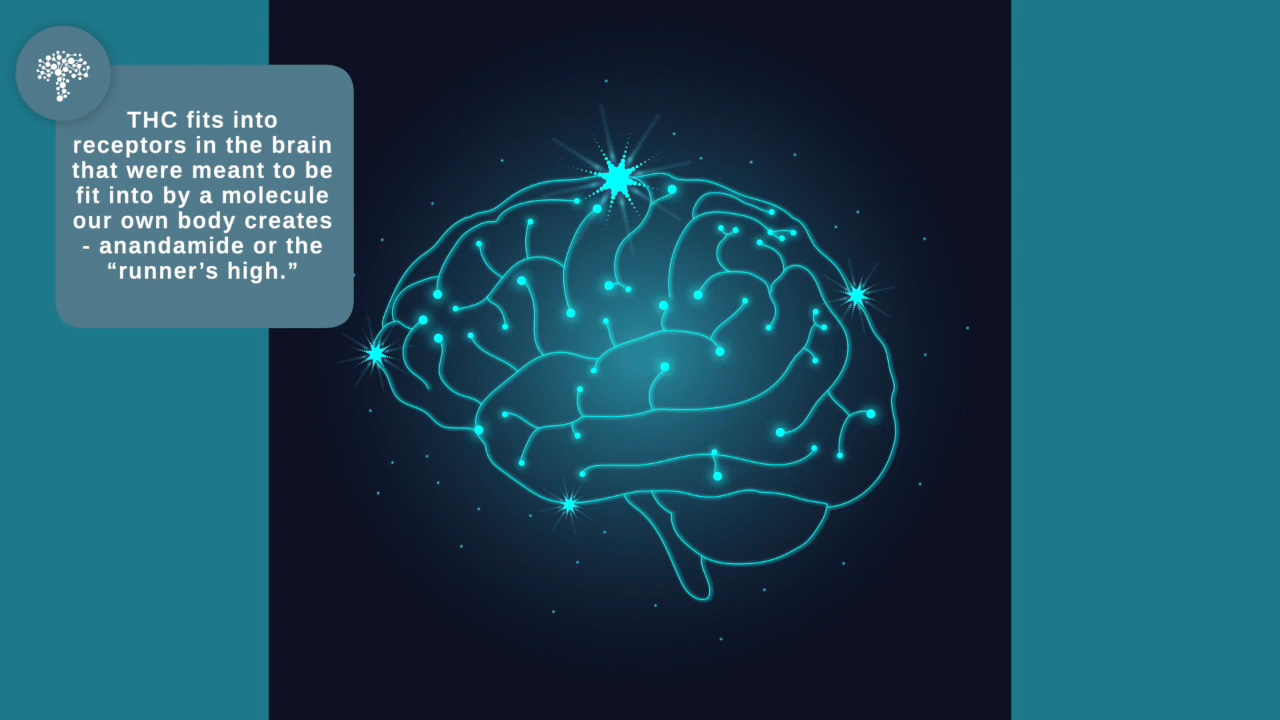 THC fits into
receptors in the brain
that were meant to be
fit into by a molecule
our own body creates
- anandamide or the
“runner’s high.”